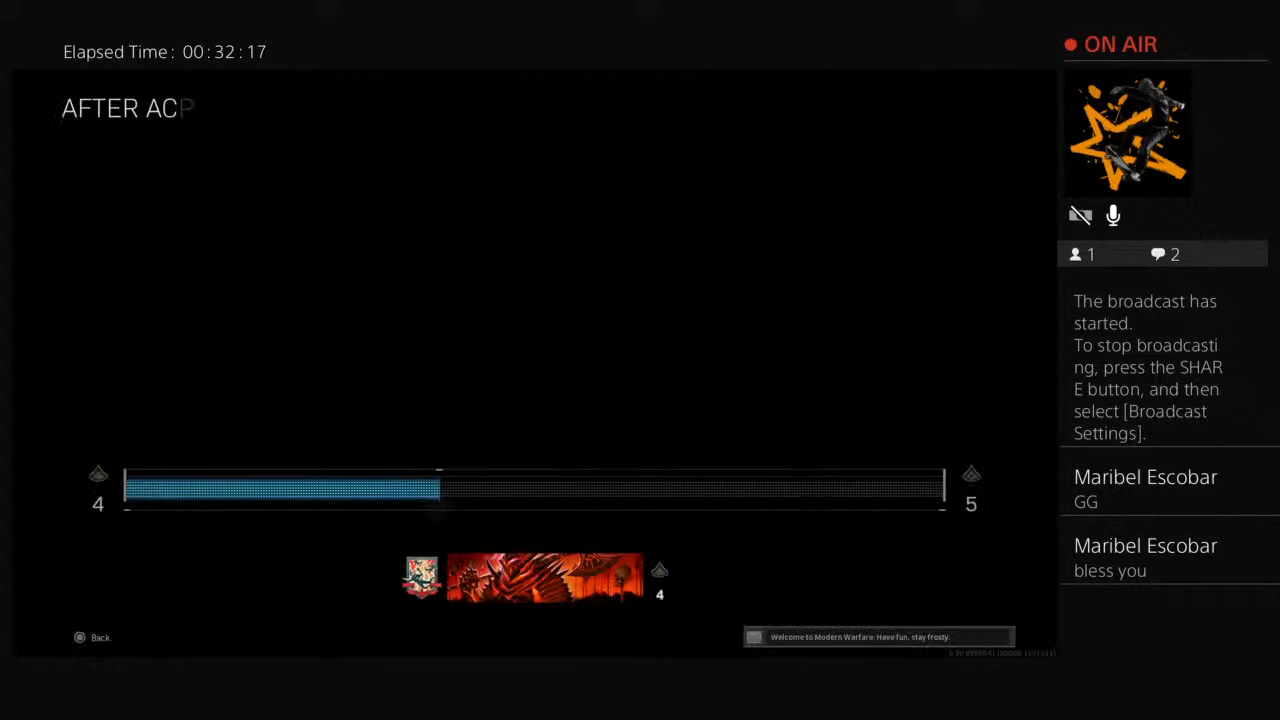 Elapsed Time: 00:32:17
ON AIR
AFTER AC
1 2
The broadcast has
started.
To stop broadcasti
ng, press the SHAR
E button, and then
select [Broadcast
Settings].
Maribel Escobar
GG
Maribel Escobar
bless you
4 5
4
Back
Welcome to Modern Warfare: Have fun, stay frosty.